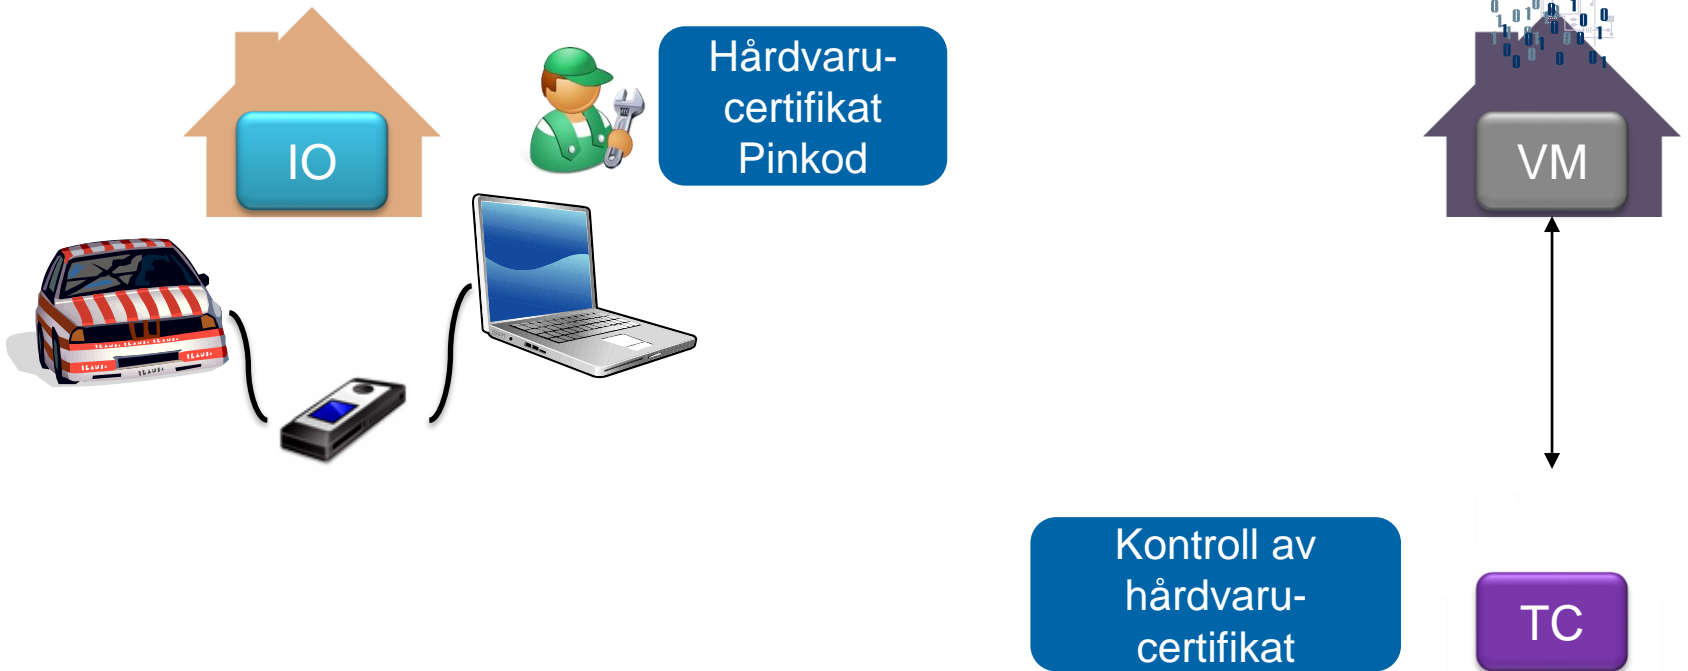 Hårdvaru-
certifikat
Pinkod
IO
VM
Kontroll av
hårdvaru-
certifikat
TC